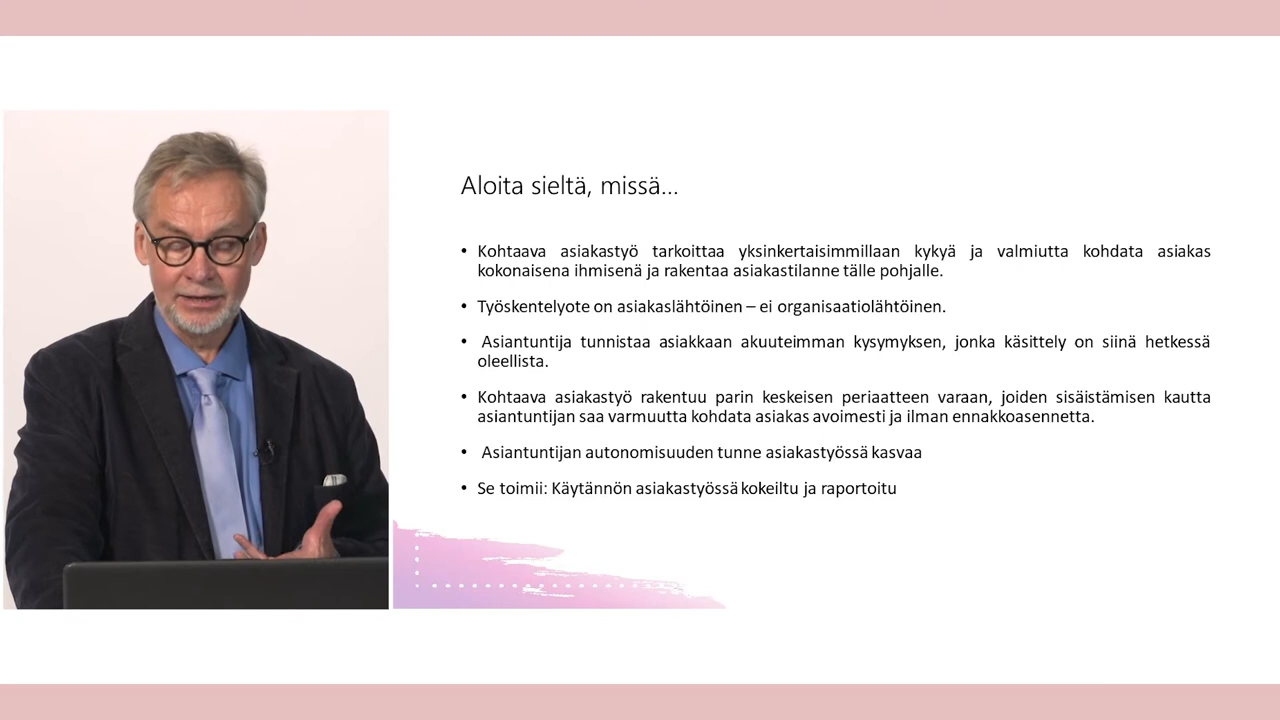 Aloita sieltä, missä...
• Kohtaava asiakastyö tarkoittaa yksinkertaisimmillaan kykyä ja valmiutta kohdata asiakas
kokonaisena ihmisenä ja rakentaa asiakastilanne tälle pohjalle.
• Työskentelyote on asiakaslähtöinen – ei organisaatiolähtöinen.
• Asiantuntija tunnistaa asiakkaan akuuteimman kysymyksen, jonka käsittely on siinä hetkessä
oleellista.
• Kohtaava asiakastyö rakentuu parin keskeisen periaatteen varaan, joiden sisäistämisen kautta
asiantuntijan saa varmuutta kohdata asiakas avoimesti ja ilman ennakkoasennetta.
• Asiantuntijan autonomisuuden tunne asiakastyössä kasvaa
• Se toimii: Käytännön asiakastyössä kokeiltu ja raportoitu